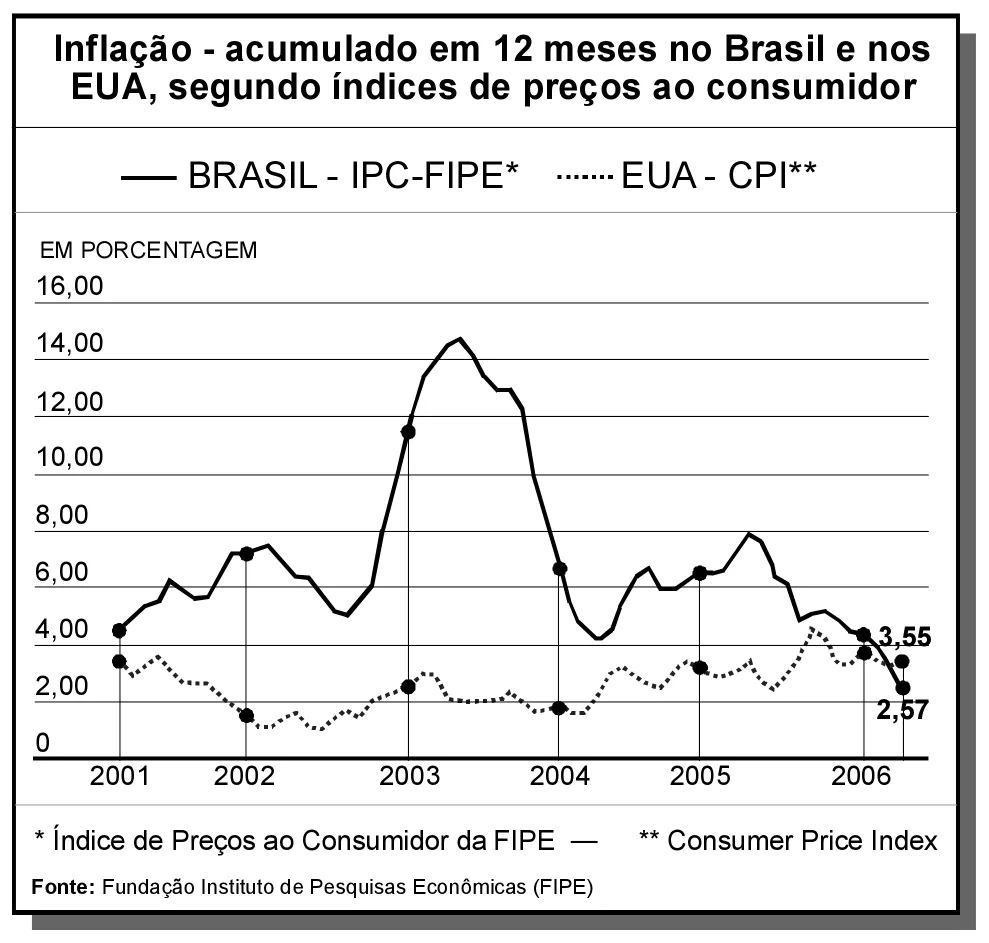 Inflação - acumulado em 12 meses no Brasil e nos
EUA, segundo índices de preços ao consumidor
BRASIL - IPC-FIPE* EUA - CPI**
EM PORCENTAGEM
16,00
14,00
12,00
10,00
8,00
6,00
4,00
3,55
2,00
2,57
0
2001 2002 2003 2004 2005 2006
* Índice de Preços ao Consumidor da FIPE — ** Consumer Price Index
Fonte: Fundação Instituto de Pesquisas Econômicas (FIPE)